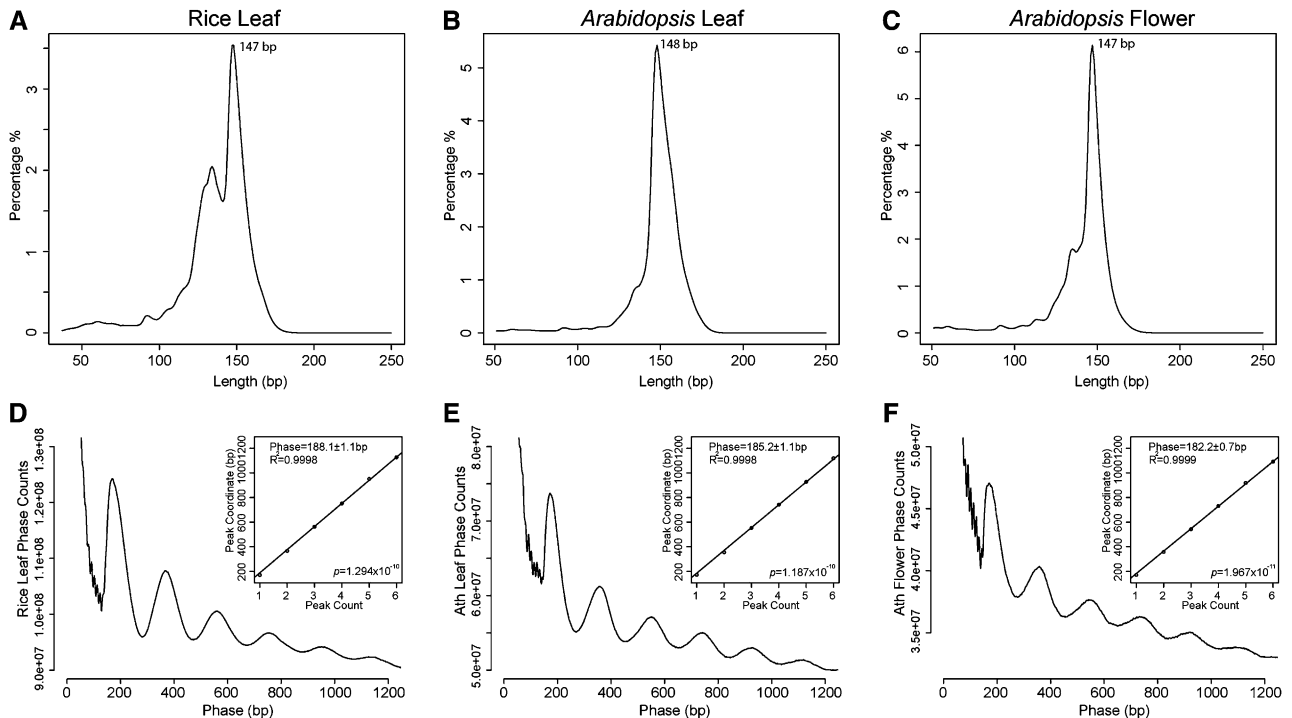 A
Rice Leaf
147 bp
Percentage %
0 1 2 3
50 100 150 200 250
Length (bp)
B
Arabidopsis Leaf
148 bp
Percentage %
0 1 2 3 4 5
50 100 150 200 250
Length (bp)
C
Arabidopsis Flower
147 bp
Percentage %
0 1 2 3 4 5 6
50 100 150 200 250
Length (bp)
D
Rice Leaf Phase Counts
9.0e+07 1.0e+08 1.1e+08 1.2e+08 1.3e+08
0 200 400 600 800 1000 1200
Phase (bp)
Phase=188.1±1.1bp
R²=0.9998
p=1.294x10⁻¹⁰
Peak Coordinate (bp)
200 400 600 800 1000 1200
1 2 3 4 5 6
Peak Count
E
Ath Leaf Phase Counts
5.0e+07 6.0e+07 7.0e+07 8.0e+07
0 200 400 600 800 1000 1200
Phase (bp)
Phase=185.2±1.1bp
R²=0.9998
p=1.187x10⁻¹⁰
Peak Coordinate (bp)
200 400 600 800 1000 1200
1 2 3 4 5 6
Peak Count
F
Ath Flower Phase Counts
3.5e+07 4.0e+07 4.5e+07 5.0e+07
0 200 400 600 800 1000 1200
Phase (bp)
Phase=182.2±0.7bp
R²=0.9999
p=1.967x10⁻¹¹
Peak Coordinate (bp)
200 400 600 800 1000 1200
1 2 3 4 5 6
Peak Count